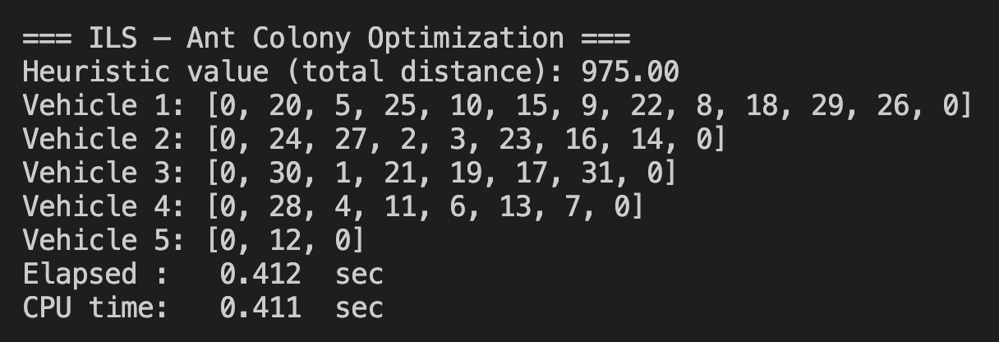 === ILS – Ant Colony Optimization ===
Heuristic value (total distance): 975.00
Vehicle 1: [0, 20, 5, 25, 10, 15, 9, 22, 8, 18, 29, 26, 0]
Vehicle 2: [0, 24, 27, 2, 3, 23, 16, 14, 0]
Vehicle 3: [0, 30, 1, 21, 19, 17, 31, 0]
Vehicle 4: [0, 28, 4, 11, 6, 13, 7, 0]
Vehicle 5: [0, 12, 0]
Elapsed :   0.412  sec
CPU time:   0.411  sec